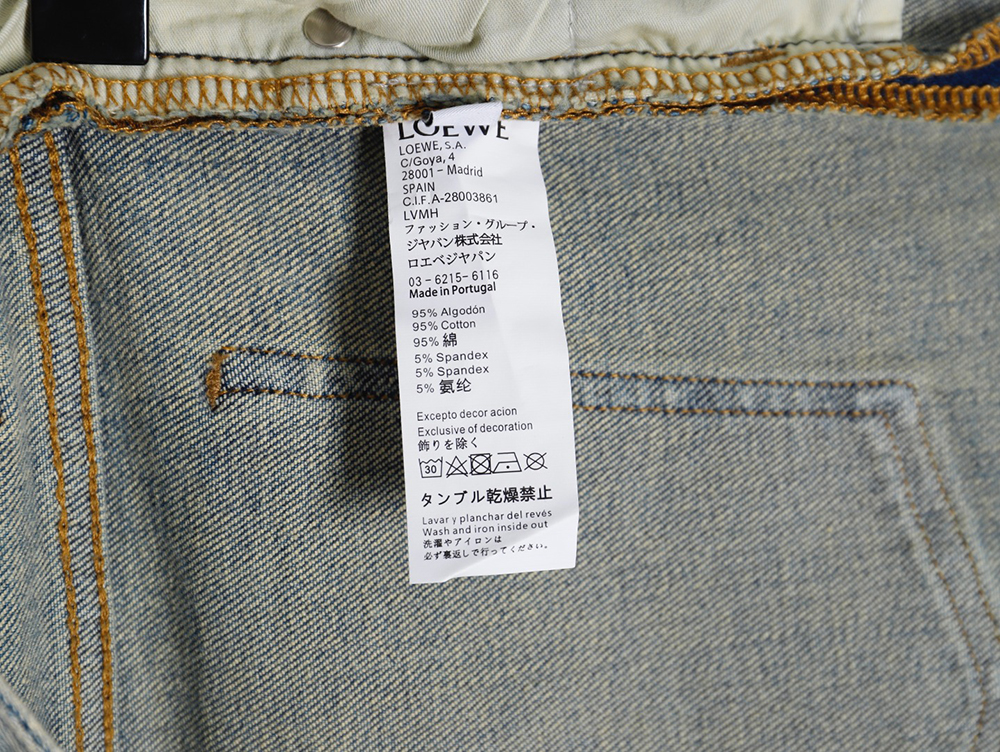 LOEWE
LOEWE, S.A.
C/Goya, 4
28001 - Madrid
SPAIN
C.I.F.A-28003861
LVMH
ファッション・グループ・
ジヤバン株式会社
ロエベジヤパン
03-6215-6116
Made in Portugal
95% Algodón
95% Cotton
95% 綿
5% Spandex
5% Spandex
5% 氨纶
Excepto decor acion
Exclusive of decoration
飾りを除く
30
タンブル乾燥禁止
Lavar y planchar del revés
Wash and iron inside out
洗濯やアイロンは
必ず裏返しで行ってください。